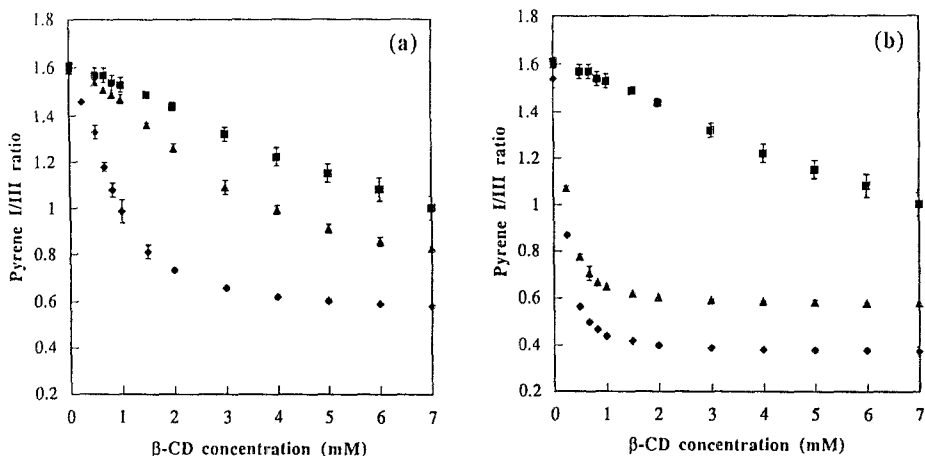 (a)
Pyrene I/III ratio
1.8
1.6
1.4
1.2
1
0.8
0.6
0.4
0.2
0 1 2 3 4 5 6 7
β-CD concentration (mM)
(b)
Pyrene I/III ratio
1.8
1.6
1.4
1.2
1
0.8
0.6
0.4
0.2
0 1 2 3 4 5 6 7
β-CD concentration (mM)